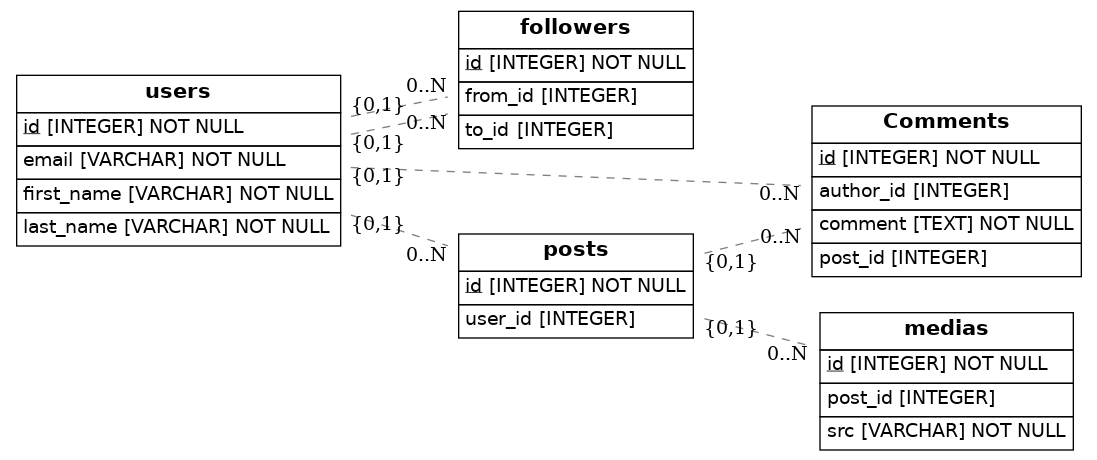 users
id [INTEGER] NOT NULL
email [VARCHAR] NOT NULL
first_name [VARCHAR] NOT NULL
last_name [VARCHAR] NOT NULL
{0,1}
{0,1}
{0,1}
{0,1}
0..N
0..N
0..N
followers
id [INTEGER] NOT NULL
from_id [INTEGER]
to_id [INTEGER]
posts
id [INTEGER] NOT NULL
user_id [INTEGER]
{0,1}
{0,1}
0..N
0..N
0..N
Comments
id [INTEGER] NOT NULL
author_id [INTEGER]
comment [TEXT] NOT NULL
post_id [INTEGER]
medias
id [INTEGER] NOT NULL
post_id [INTEGER]
src [VARCHAR] NOT NULL